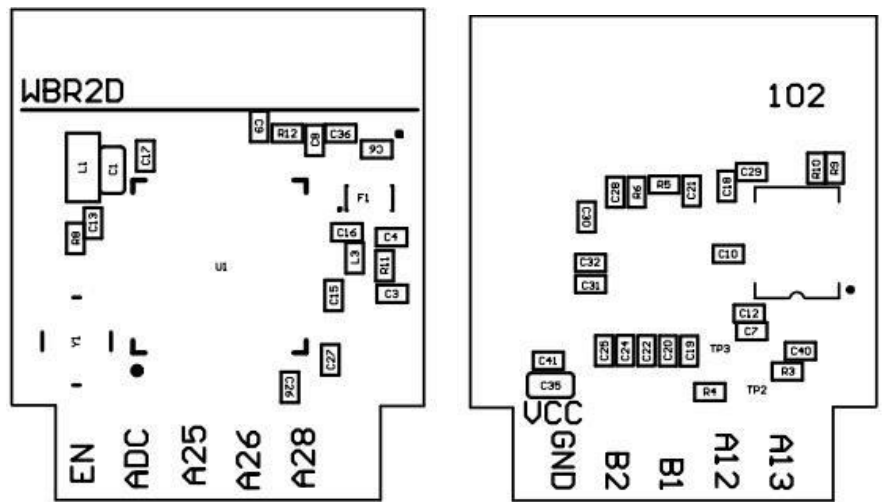 WBR2D
C9 R12 C8 C36 C6
L1 C1 C17
F1
R8 C13
C16 C4
L3 R11
U1
C15 C3
Y1
C27
C26
EN ADC A25 A26 A28
102
C28 R6 R5 C21 C18 C29 R10 R9
C30
C32
C31
C10
C12
C7
C25 C24 C22 C20 C19 TP3 C40
C41
R3
C35
R4 TP2
VCC
GND B2 B1 A12 A13